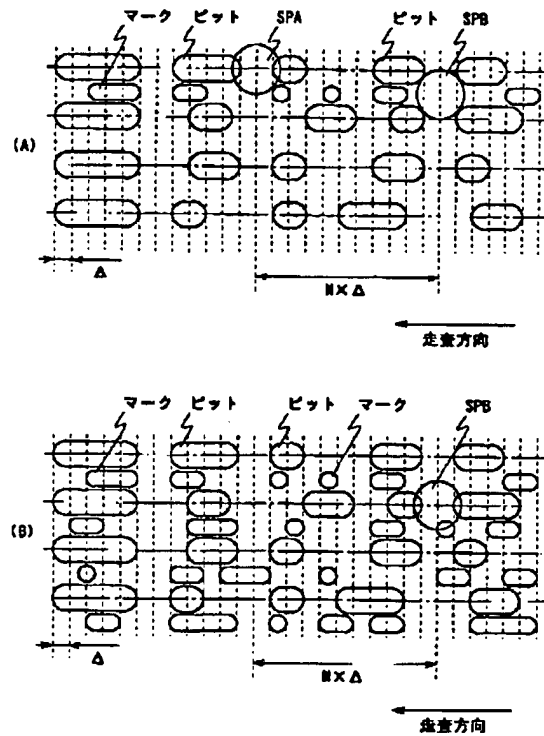 マーク ピット SPA ピット SPB
(A)
Δ
N×Δ
走査方向
マーク ピット ピット マーク SPB
(B)
Δ
N×Δ
走査方向